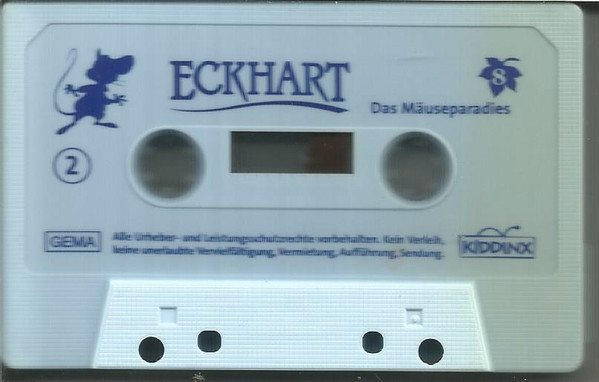 ECKHART
8
Das Mäuseparadies
2
GEMA
Alle Urheber- und Leistungsschutzrechte vorbehalten. Kein Verleih,
keine unerlaubte Vervielfältigung, Vermietung, Aufführung, Sendung.
KIDDINX